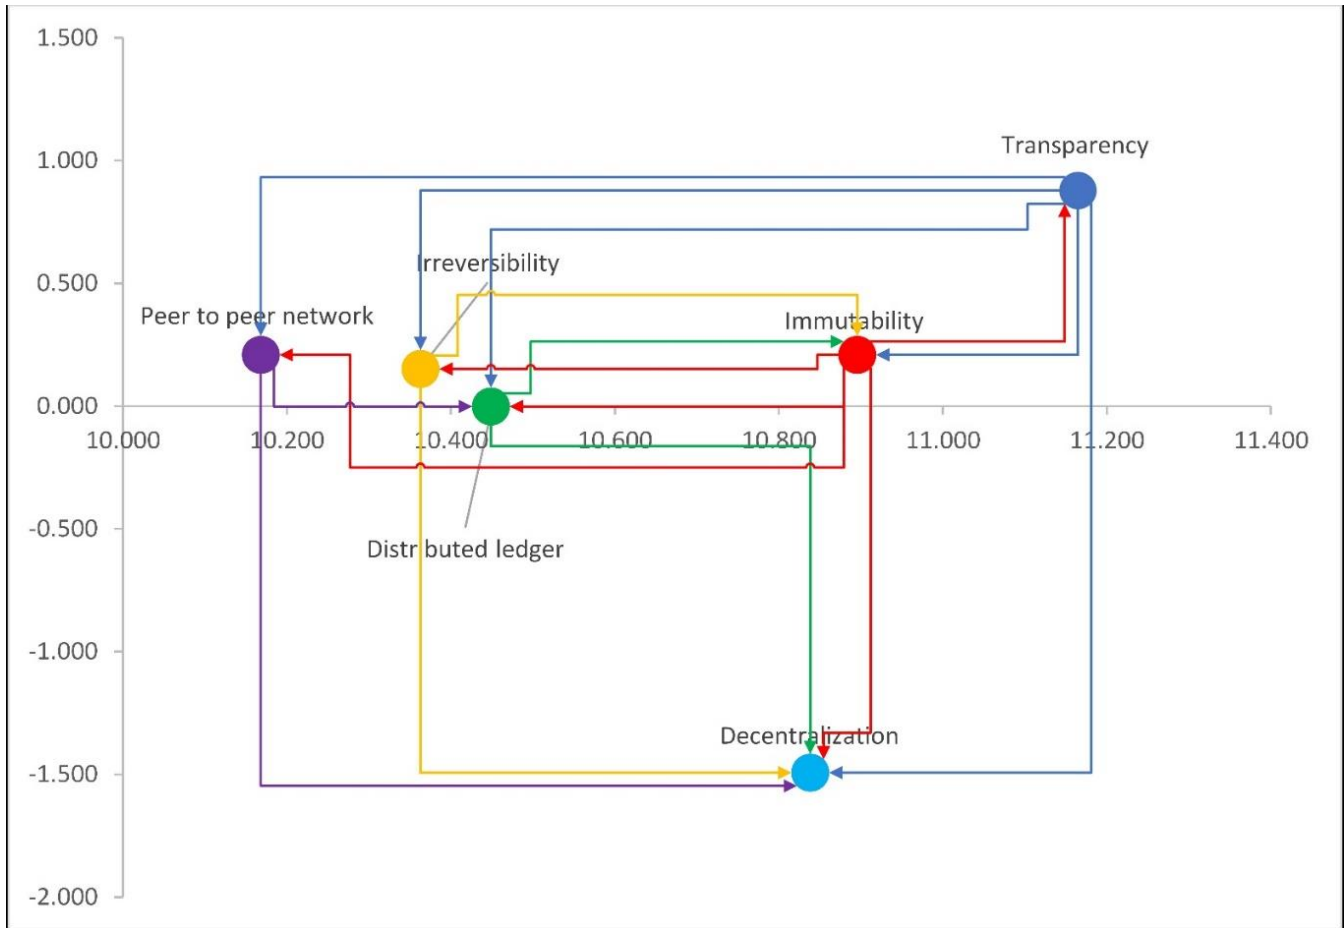 1.500
1.000
Transparency
0.500
Irreversibility
Peer to peer network
Immutability
0.000
10.000
10.200
10.400
10.600
10.800
11.000
11.200
11.400
-0.500
Distributed ledger
-1.000
Decentralization
-1.500
-2.000